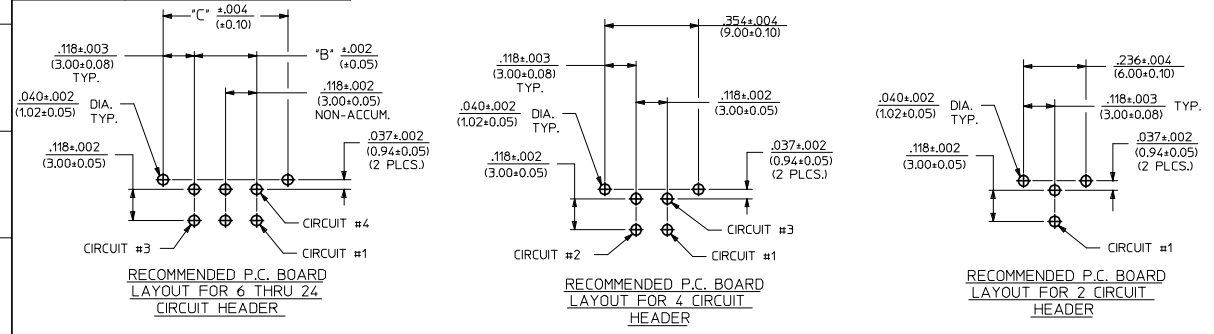 "C" ±.004
(±0.10)
.118±.003
(3.00±0.08)
TYP.
"B" ±.002
(±0.05)
.118±.002
(3.00±0.05)
NON-ACCUM.
.040±.002
(1.02±0.05)
DIA.
TYP.
.118±.002
(3.00±0.05)
.037±.002
(0.94±0.05)
(2 PLCS.)
CIRCUIT #4
CIRCUIT #3
CIRCUIT #1
RECOMMENDED P.C. BOARD
LAYOUT FOR 6 THRU 24
CIRCUIT HEADER
.354±.004
(9.00±0.10)
.118±.003
(3.00±0.08)
TYP.
.118±.002
(3.00±0.05)
.040±.002
(1.02±0.05)
DIA.
TYP.
.118±.002
(3.00±0.05)
.037±.002
(0.94±0.05)
(2 PLCS.)
CIRCUIT #3
CIRCUIT #2
CIRCUIT #1
RECOMMENDED P.C. BOARD
LAYOUT FOR 4 CIRCUIT
HEADER
.236±.004
(6.00±0.10)
.040±.002
(1.02±0.05)
DIA.
TYP.
.118±.003
(3.00±0.08)
TYP.
.118±.002
(3.00±0.05)
.037±.002
(0.94±0.05)
(2 PLCS.)
CIRCUIT #1
RECOMMENDED P.C. BOARD
LAYOUT FOR 2 CIRCUIT
HEADER